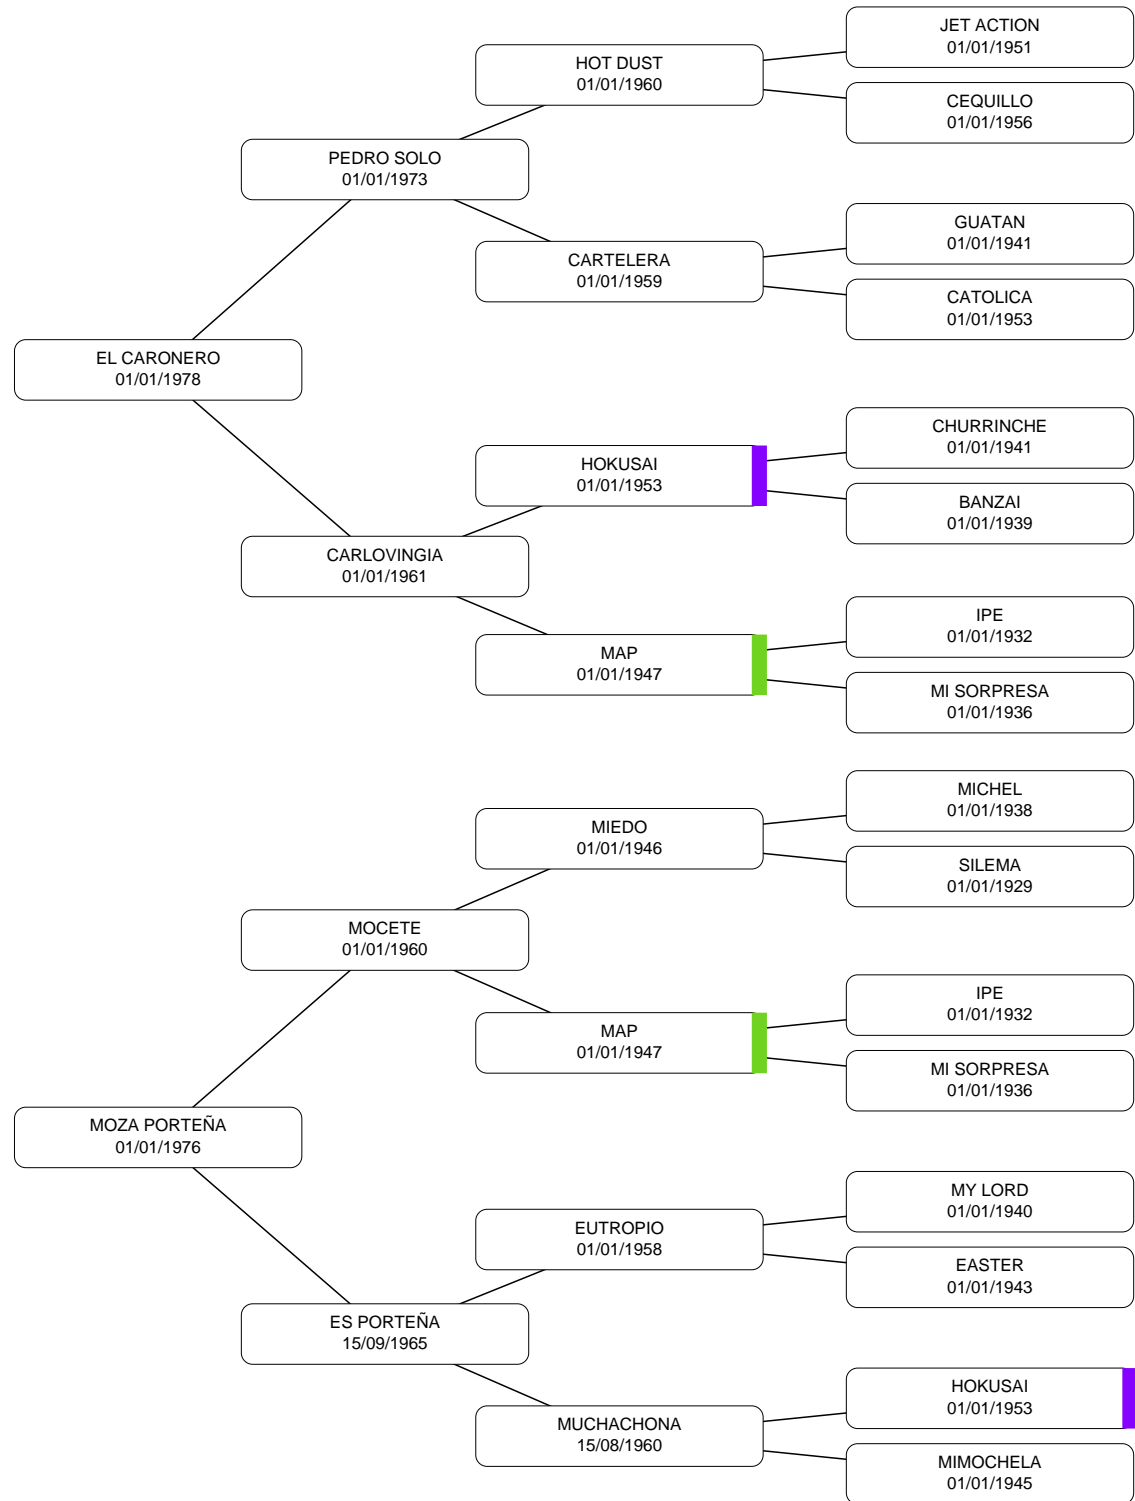 JET ACTION
01/01/1951
HOT DUST
01/01/1960
CEQUILLO
01/01/1956
PEDRO SOLO
01/01/1973
GUATAN
01/01/1941
CARTELERA
01/01/1959
CATOLICA
01/01/1953
EL CARONERO
01/01/1978
CHURRINCHE
01/01/1941
HOKUSAI
01/01/1953
BANZAI
01/01/1939
CARLOVINGIA
01/01/1961
IPE
01/01/1932
MAP
01/01/1947
MI SORPRESA
01/01/1936
MICHEL
01/01/1938
MIEDO
01/01/1946
SILEMA
01/01/1929
MOCETE
01/01/1960
IPE
01/01/1932
MAP
01/01/1947
MI SORPRESA
01/01/1936
MOZA PORTEÑA
01/01/1976
MY LORD
01/01/1940
EUTROPIO
01/01/1958
EASTER
01/01/1943
ES PORTEÑA
15/09/1965
HOKUSAI
01/01/1953
MUCHACHONA
15/08/1960
MIMOCHELA
01/01/1945